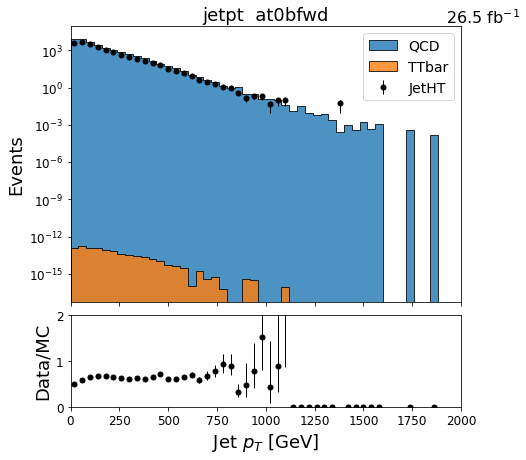 jetpt at0bfwd
26.5 fb⁻¹
QCD
TTbar
JetHT
Events
10³
10⁰
10⁻³
10⁻⁶
10⁻⁹
10⁻¹²
10⁻¹⁵
Data/MC
2
1
0
0 250 500 750 1000 1250 1500 1750 2000
Jet p_T [GeV]